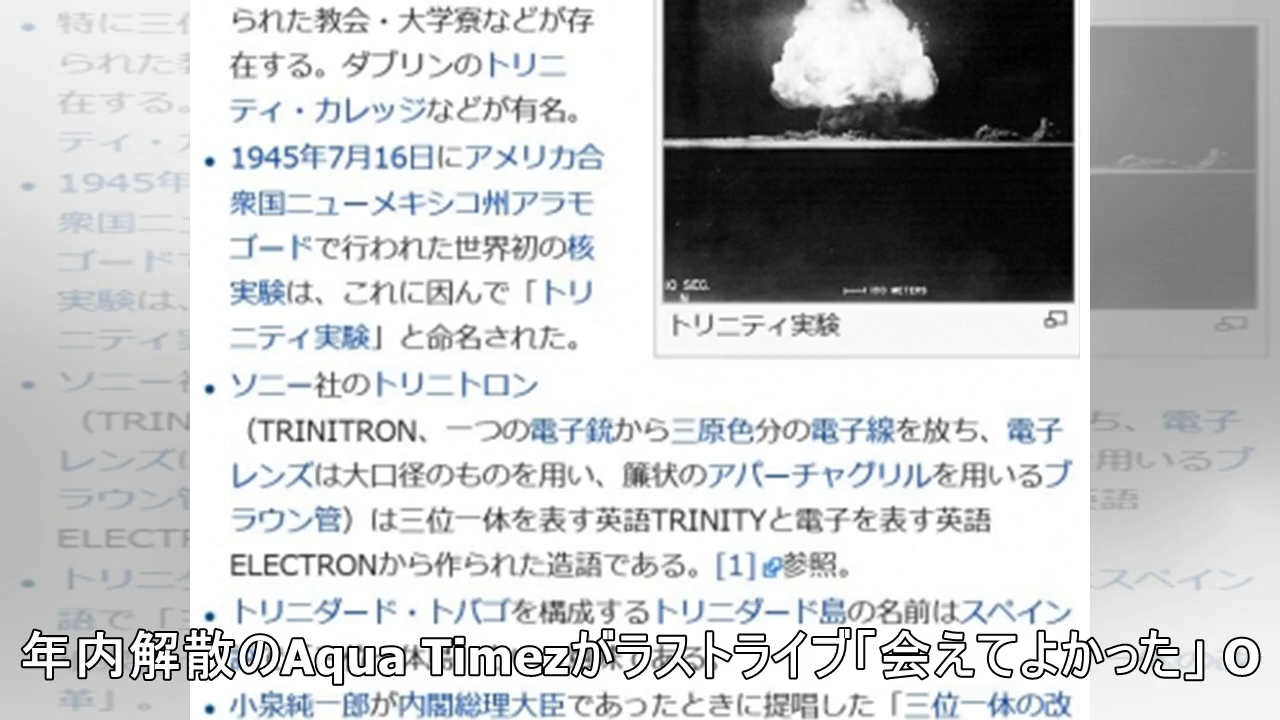 られた教会・大学寮などが存
在する。ダブリンのトリニ
ティ・カレッジなどが有名。
1945年7月16日にアメリカ合
衆国ニューメキシコ州アラモ
ゴードで行われた世界初の核
実験は、これに因んで「トリ
ニティ実験」と命名された。
10 SEC.
N
100 METERS
トリニティ実験
ソニー社のトリニトロン
（TRINITRON、一つの電子銃から三原色分の電子線を放ち、電子
レンズは大口径のものを用い、簾状のアパーチャグリルを用いるブ
ラウン管）は三位一体を表す英語TRINITYと電子を表す英語
ELECTRONから作られた造語である。[1]参照。
トリニダード・トバゴを構成するトリニダード島の名前はスペイン
年内解散のAqua Timezがラストライブ「会えてよかった」 O
小泉純一郎が内閣総理大臣であったときに提唱した「三位一体の改